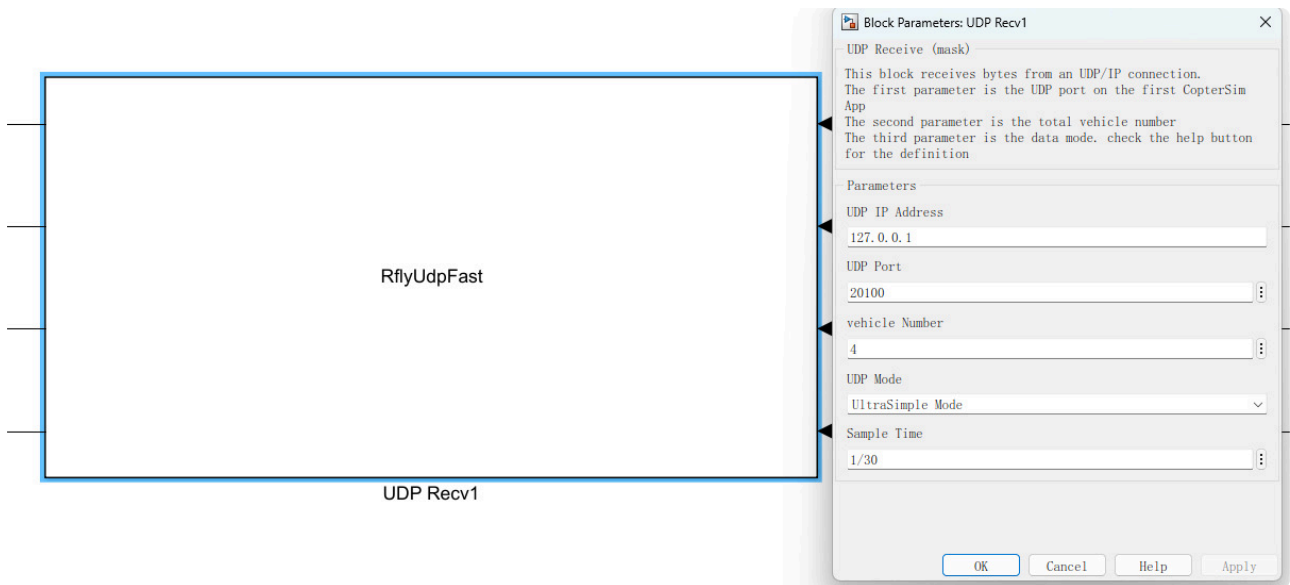 RflyUdpFast
UDP Recv1
Block Parameters: UDP Recv1
UDP Receive (mask)
This block receives bytes from an UDP/IP connection.
The first parameter is the UDP port on the first CopterSim
App
The second parameter is the total vehicle number
The third parameter is the data mode. check the help button
for the definition
Parameters
UDP IP Address
127.0.0.1
UDP Port
20100
vehicle Number
4
UDP Mode
UltraSimple Mode
Sample Time
1/30
OK Cancel Help Apply